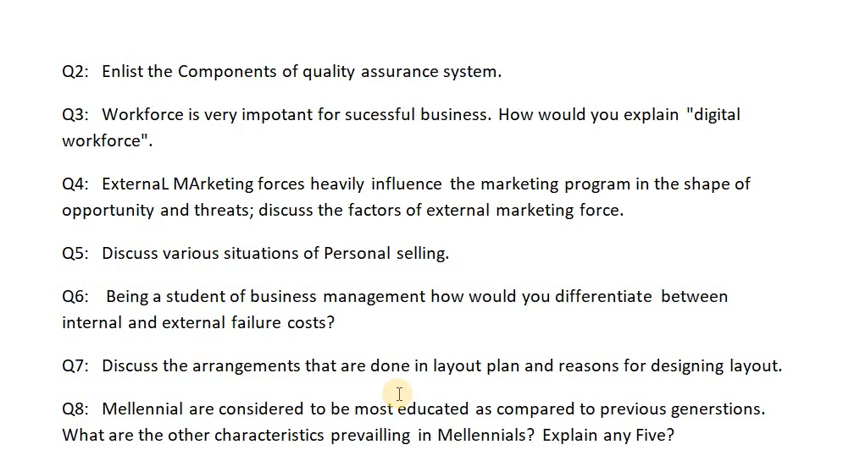 Q2: Enlist the Components of quality assurance system.
Q3: Workforce is very impotant for sucessful business. How would you explain "digital
workforce".
Q4: ExternaL MArketing forces heavily influence the marketing program in the shape of
opportunity and threats; discuss the factors of external marketing force.
Q5: Discuss various situations of Personal selling.
Q6: Being a student of business management how would you differentiate between
internal and external failure costs?
Q7: Discuss the arrangements that are done in layout plan and reasons for designing layout.
Q8: Mellennial are considered to be most educated as compared to previous generstions.
What are the other characteristics prevailling in Mellennials? Explain any Five?